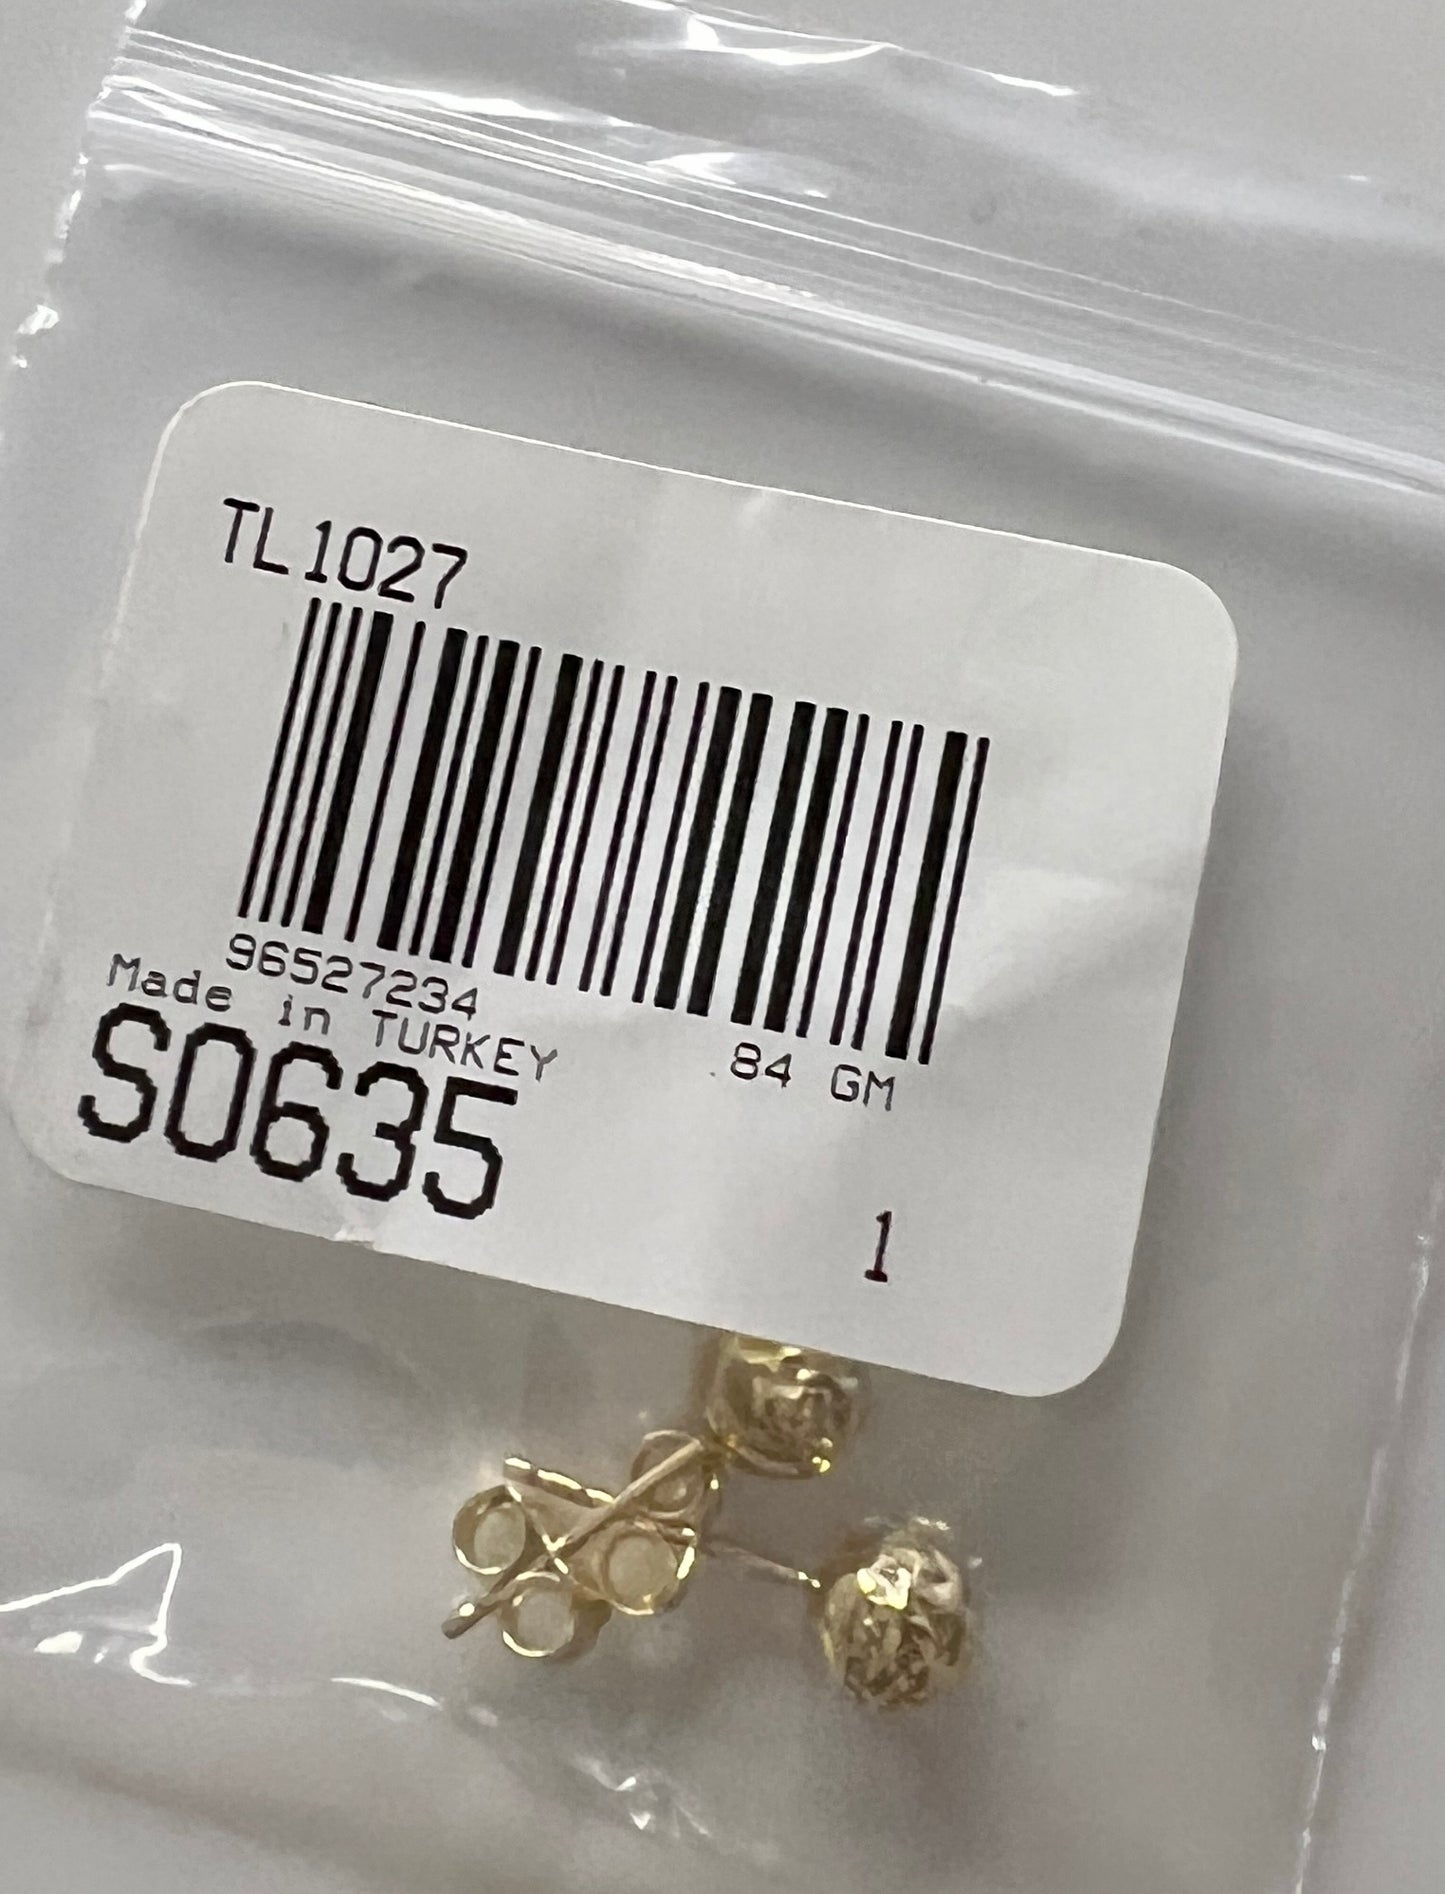 TL1027
96527234
Made in TURKEY
.84 GM
S0635
1